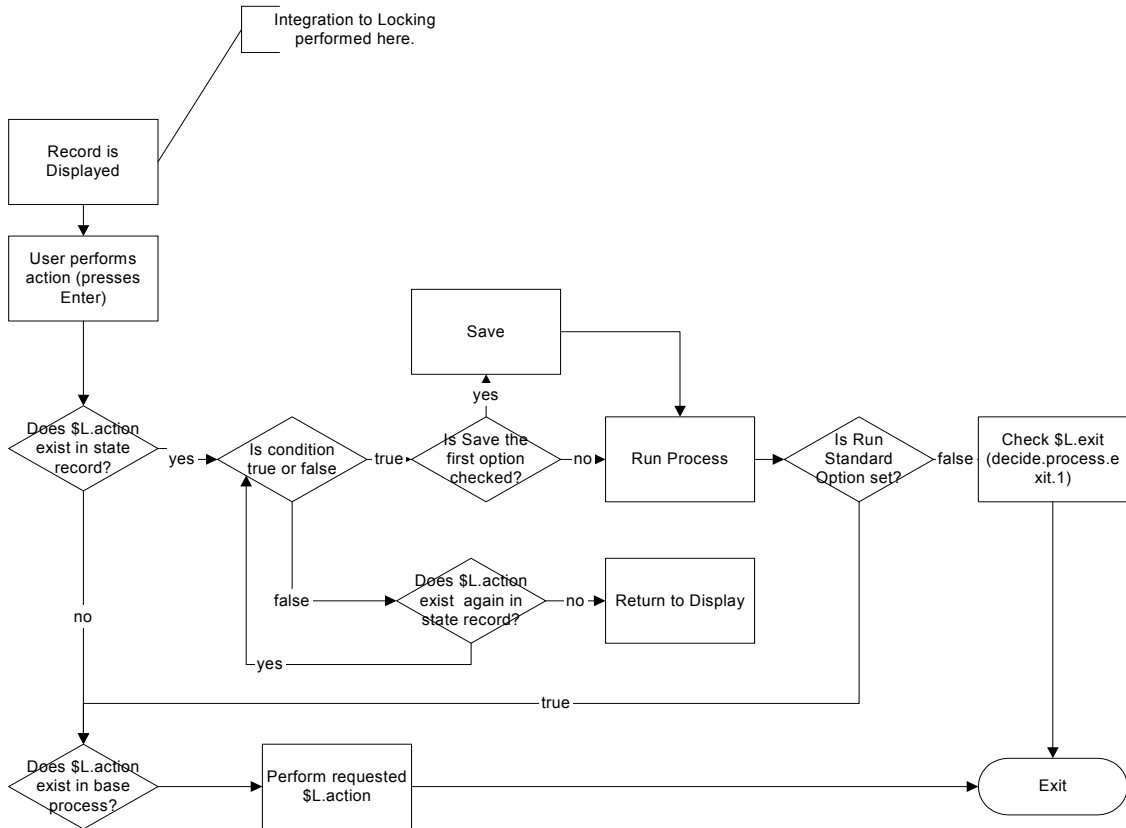 Integration to Locking
performed here.
Record is
Displayed
User performs
action (presses
Enter)
Save
yes
Does $L.action
exist in state
record?
yes
Is condition
true or false
true
Is Save the
first option
checked?
no
Run Process
Is Run
Standard
Option set?
false
Check $L.exit
(decide.process.e
xit.1)
false
Does $L.action
exist again in
state record?
no
Return to Display
no
yes
true
Does $L.action
exist in base
process?
Perform requested
$L.action
Exit